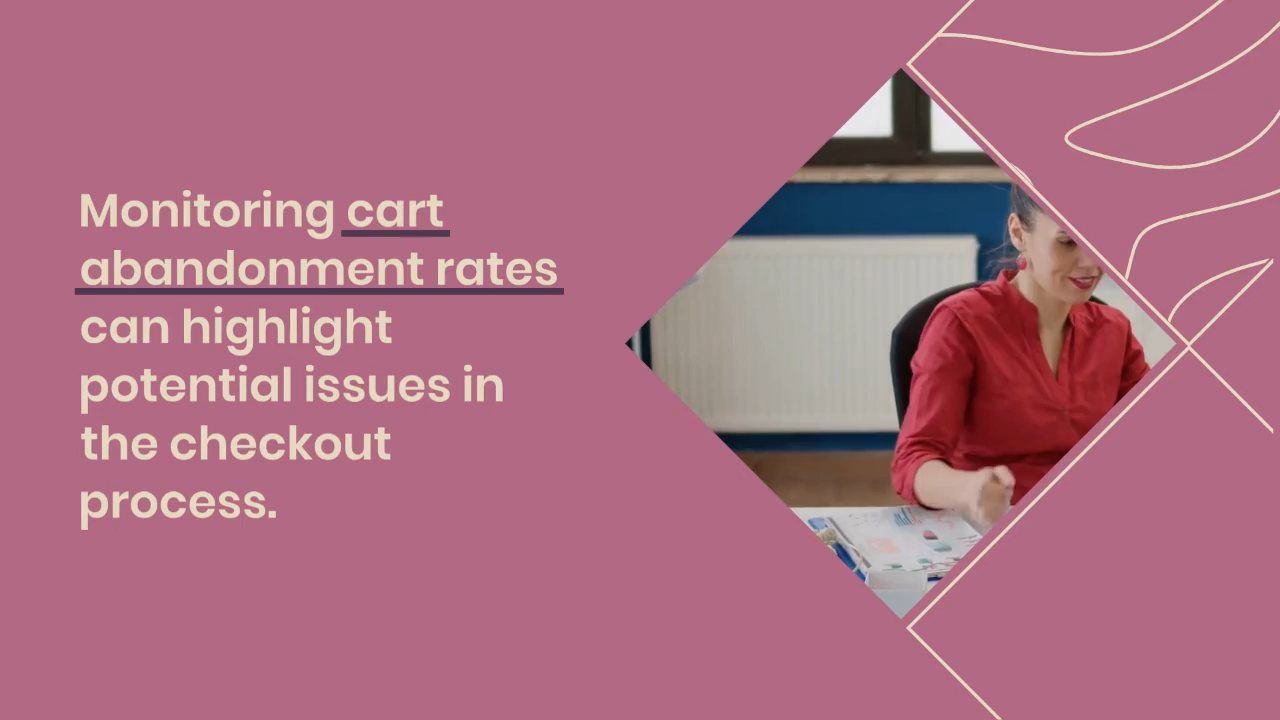 Monitoring cart
abandonment rates
can highlight
potential issues in
the checkout
process.